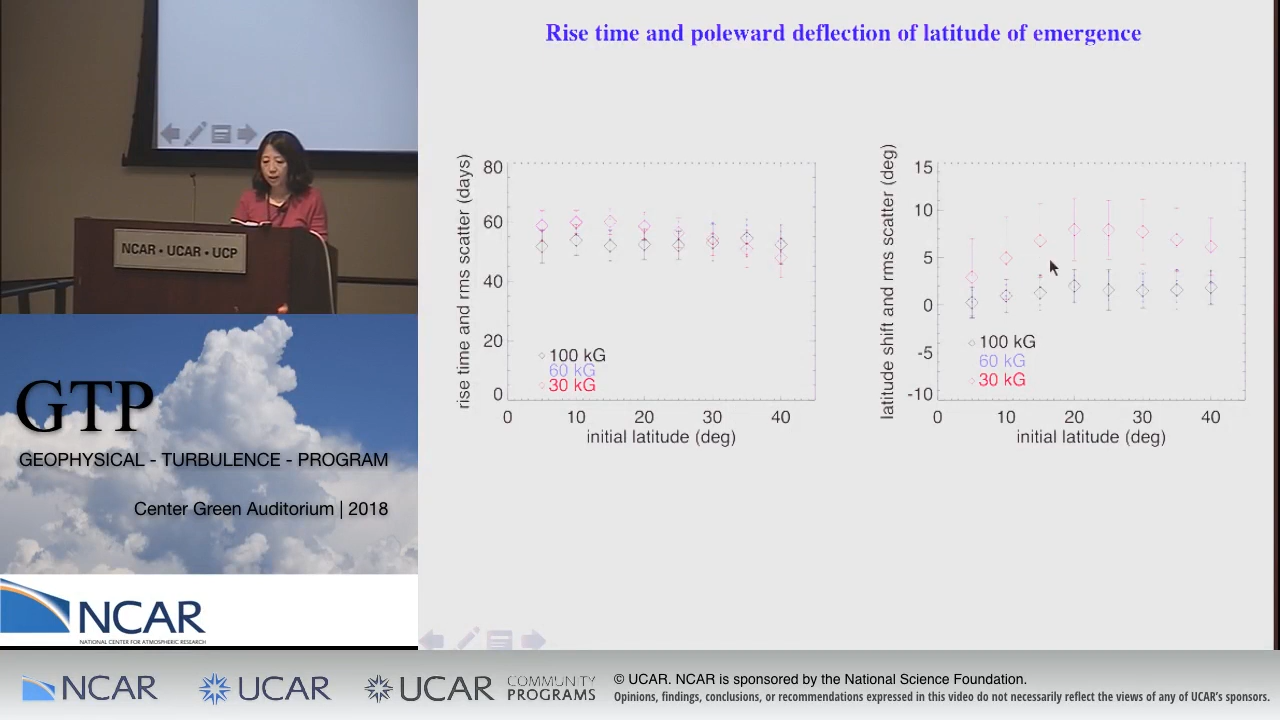 Rise time and poleward deflection of latitude of emergence
NCAR • UCAR • UCP
rise time and rms scatter (days)
80
60
40
20
0
100 kG
60 kG
30 kG
0 10 20 30 40
initial latitude (deg)
latitude shift and rms scatter (deg)
15
10
5
0
-5
-10
100 kG
60 kG
30 kG
0 10 20 30 40
initial latitude (deg)
GTP
GEOPHYSICAL - TURBULENCE - PROGRAM
Center Green Auditorium | 2018
NCAR
NATIONAL CENTER FOR ATMOSPHERIC RESEARCH
NCAR
UCAR
UCAR
COMMUNITY
PROGRAMS
© UCAR. NCAR is sponsored by the National Science Foundation.
Opinions, findings, conclusions, or recommendations expressed in this video do not necessarily reflect the views of any of UCAR's sponsors.